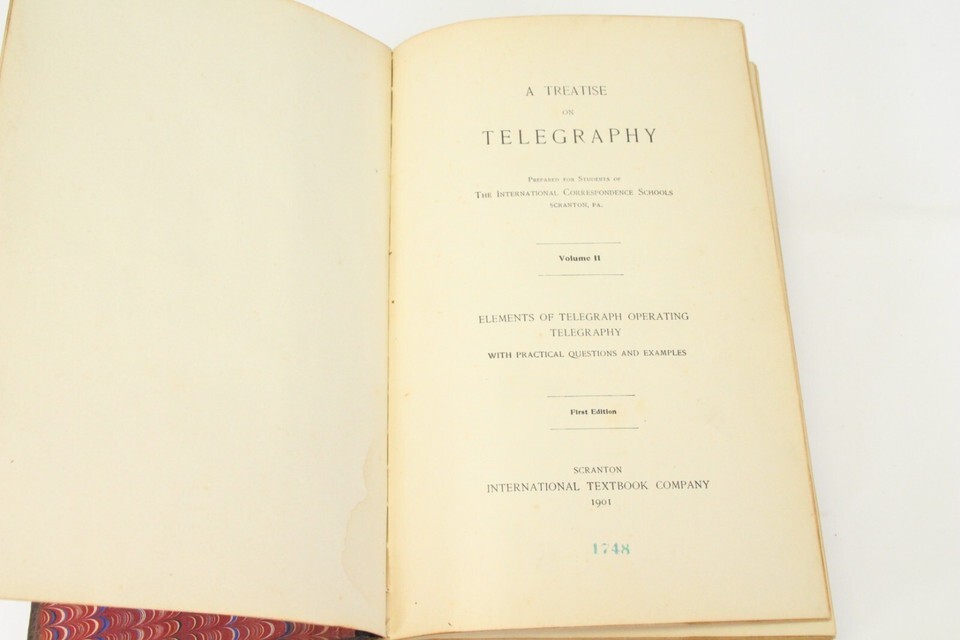 A TREATISE
ON
TELEGRAPHY
PREPARED FOR STUDENTS OF
THE INTERNATIONAL CORRESPONDENCE SCHOOLS
SCRANTON, PA.
Volume II
ELEMENTS OF TELEGRAPH OPERATING
TELEGRAPHY
WITH PRACTICAL QUESTIONS AND EXAMPLES
First Edition
SCRANTON
INTERNATIONAL TEXTBOOK COMPANY
1901
1748